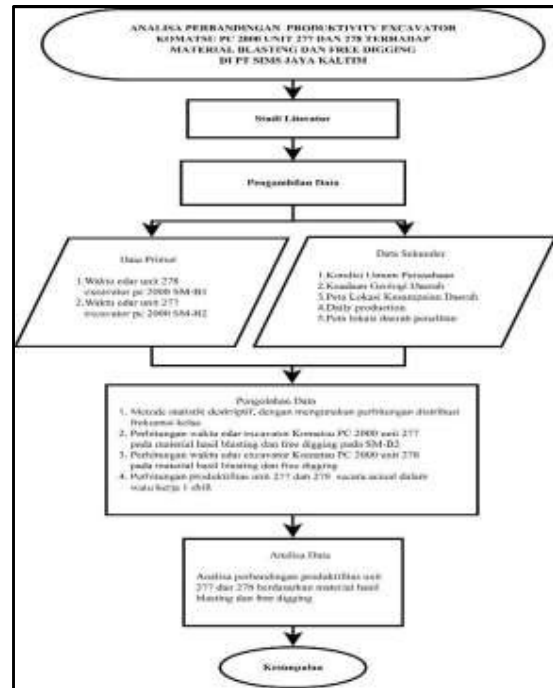 ANALISA PERBANDINGAN PRODUKTIVITY EXCAVATOR
KOMATSU PC 2000 UNIT 277 DAN 278 TERHADAP
MATERIAL BLASTING DAN FREE DIGGING
DI PT SIMS JAYA KALTIM
Studi Literatur
Pengambilan Data
Data Primer
1. Waktu edar unit 278
excavator pc 2000 SM-B1
2. Waktu edar unit 277
excavator pc 2000 SM-B2
Data Sekunder
1. Kondisi Umum Perusahaan
2. Keadaan Geologi Daerah
3. Peta Lokasi Kesampaian Daerah
4. Daily production
5. Peta lokasi daerah penelitian
Pengolahan Data
1. Metode statistik deskriptif, dengan mengunakan perhitungan distribusi
frekuensi kelas
2. Perhitungan waktu edar excavator Komatsu PC 2000 unit 277
pada material hasil blasting dan free digging pada SM-B2
3. Perhitungan waktu edar excavator Komatsu PC 2000 unit 278
pada material hasil blasting dan free digging
4. Perhitungan produktifitas unit 277 dan 278 secara actual dalam
kerja 1 shift
Analisa Data
Analisa perbandingan produktifitas unit
277 dan 278 berdasarkan material hasil
blasting dan free digging